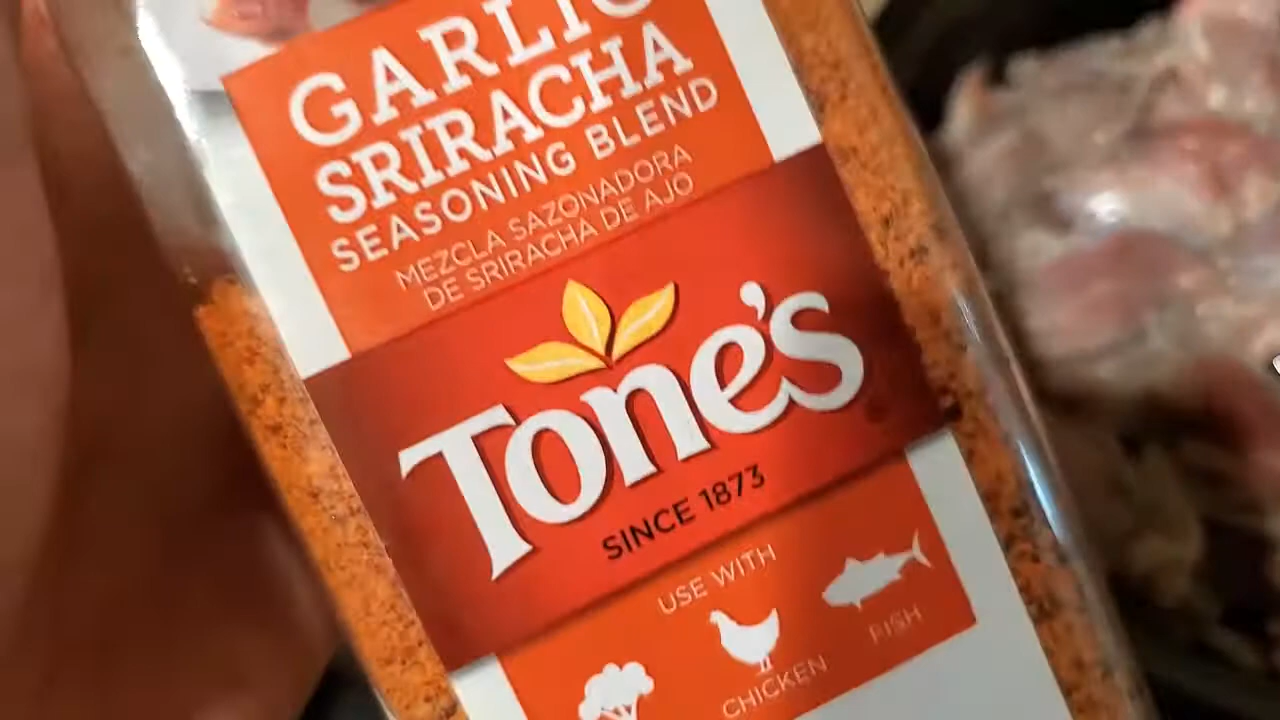 GARLIC
SRIRACHA
SEASONING BLEND
MEZCLA SAZONADORA
DE SRIRACHA DE AJO
TONE'S
SINCE 1873
USE WITH
CHICKEN
FISH